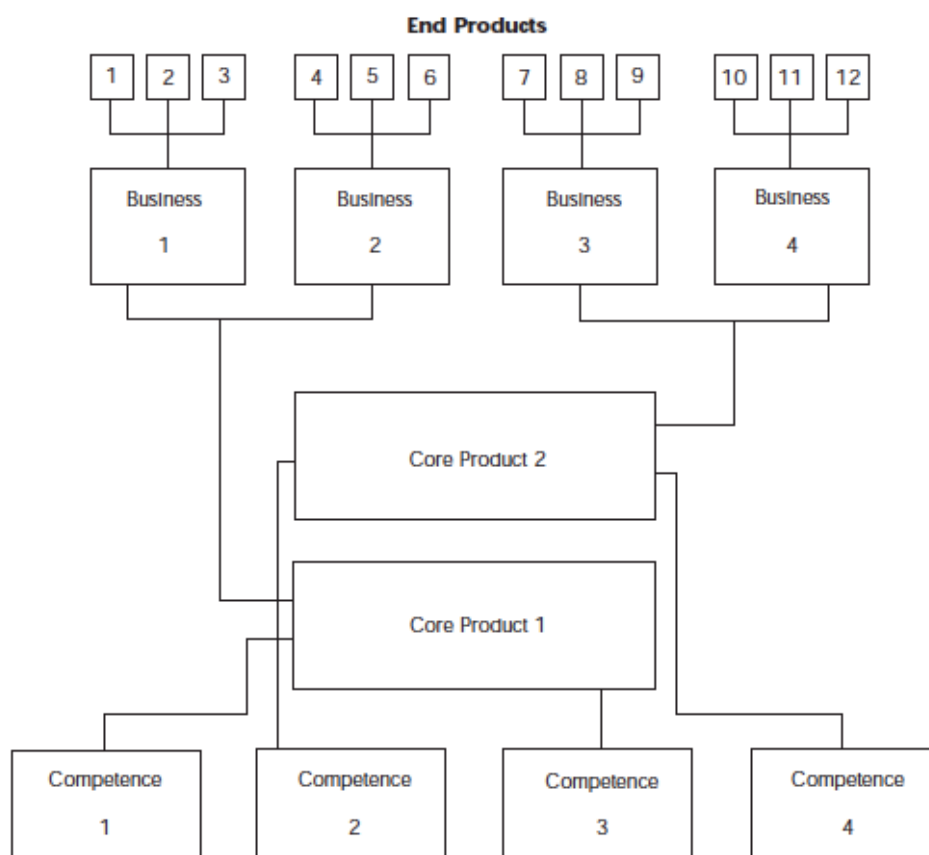 End Products
1 2 3 4 5 6 7 8 9 10 11 12
Business Business Business Business
1 2 3 4
Core Product 2
Core Product 1
Competence Competence Competence Competence
1 2 3 4